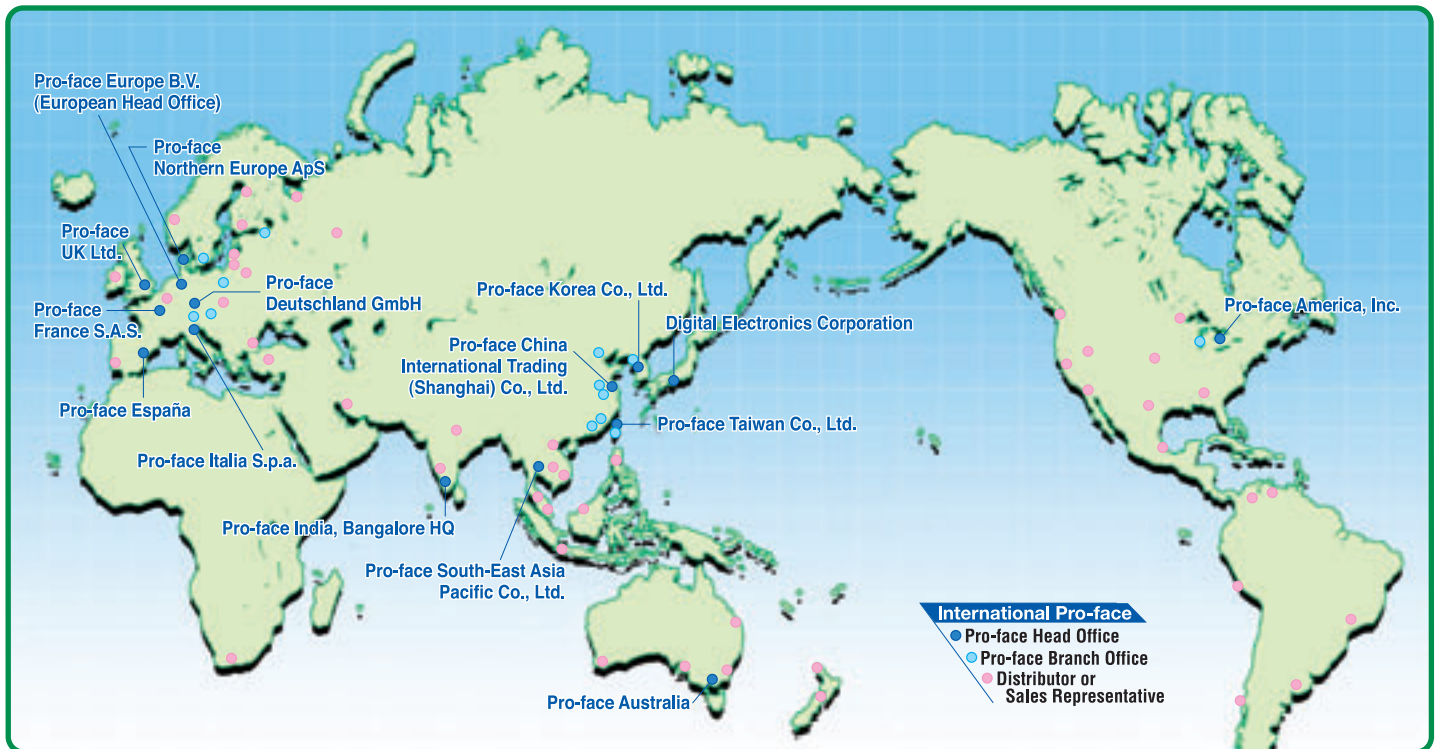 Pro-face Europe B.V.
(European Head Office)
Pro-face
Northern Europe ApS
Pro-face
UK Ltd.
Pro-face
Deutschland GmbH
Pro-face
France S.A.S.
Pro-face España
Pro-face Italia S.p.a.
Pro-face Korea Co., Ltd.
Digital Electronics Corporation
Pro-face China
International Trading
(Shanghai) Co., Ltd.
Pro-face Taiwan Co., Ltd.
Pro-face India, Bangalore HQ
Pro-face South-East Asia
Pacific Co., Ltd.
Pro-face Australia
Pro-face America, Inc.
International Pro-face
Pro-face Head Office
Pro-face Branch Office
Distributor or
Sales Representative